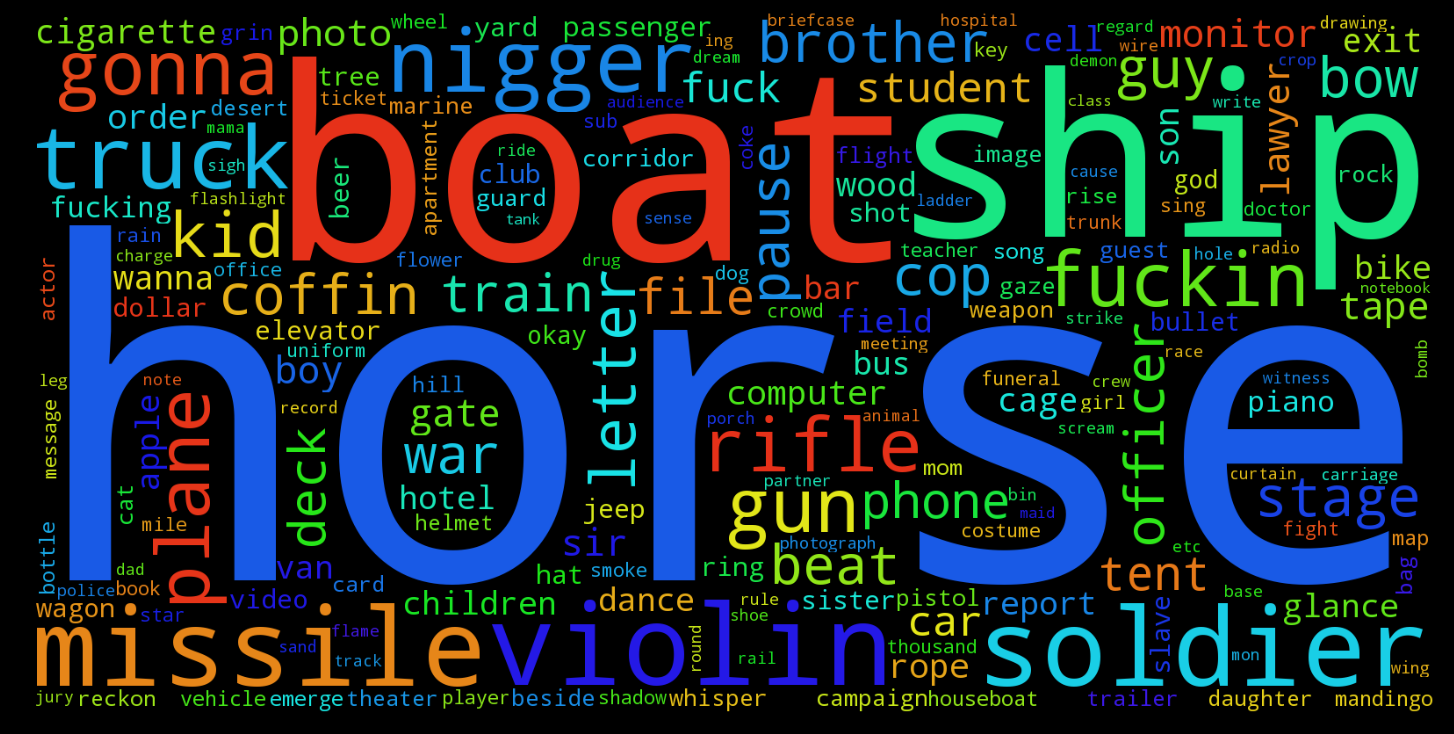 cigarette grin photo wheel yard passenger ing briefcase hospital regard drawing
gonna nigger dream brother key cell wire monitor exit
tree fuck student demon guy crop bow
ticket marine audience class write lawyer
order desert sub coke
mama truck boat ship
sigh apartment beer ride corridor pause flight image son rock
club wood cause god
fucking flashlight guard shot ladder rise sing doctor
kid tank sense trunk
rain charge teacher song guest hole radio
actor wanna office flower drug dog cop fuckin bike
dollar coffin train file bar gaze notebook
crowd weapon tape
elevator okay letter field strike bullet
uniform meeting race bomb
boy bus officer
leg note hill computer funeral crew witness
record gate cage girl piano
message apple plane deck horse porch animal scream
war rifle mom curtain carriage
cat hotel partner gun phone bin stage
mile helmet jeep costume maid fight
bottle sir photograph etc map
dad van hat smoke ring beat tent bag
police book card
wagon star video children dance rule sister pistol report base glance
shoe car
missile flame violin round thousand soldier slave
sand track rail rope mon wing
jury reckon vehicle emerge theater player beside shadow whisper campaign houseboat trailer daughter mandingo